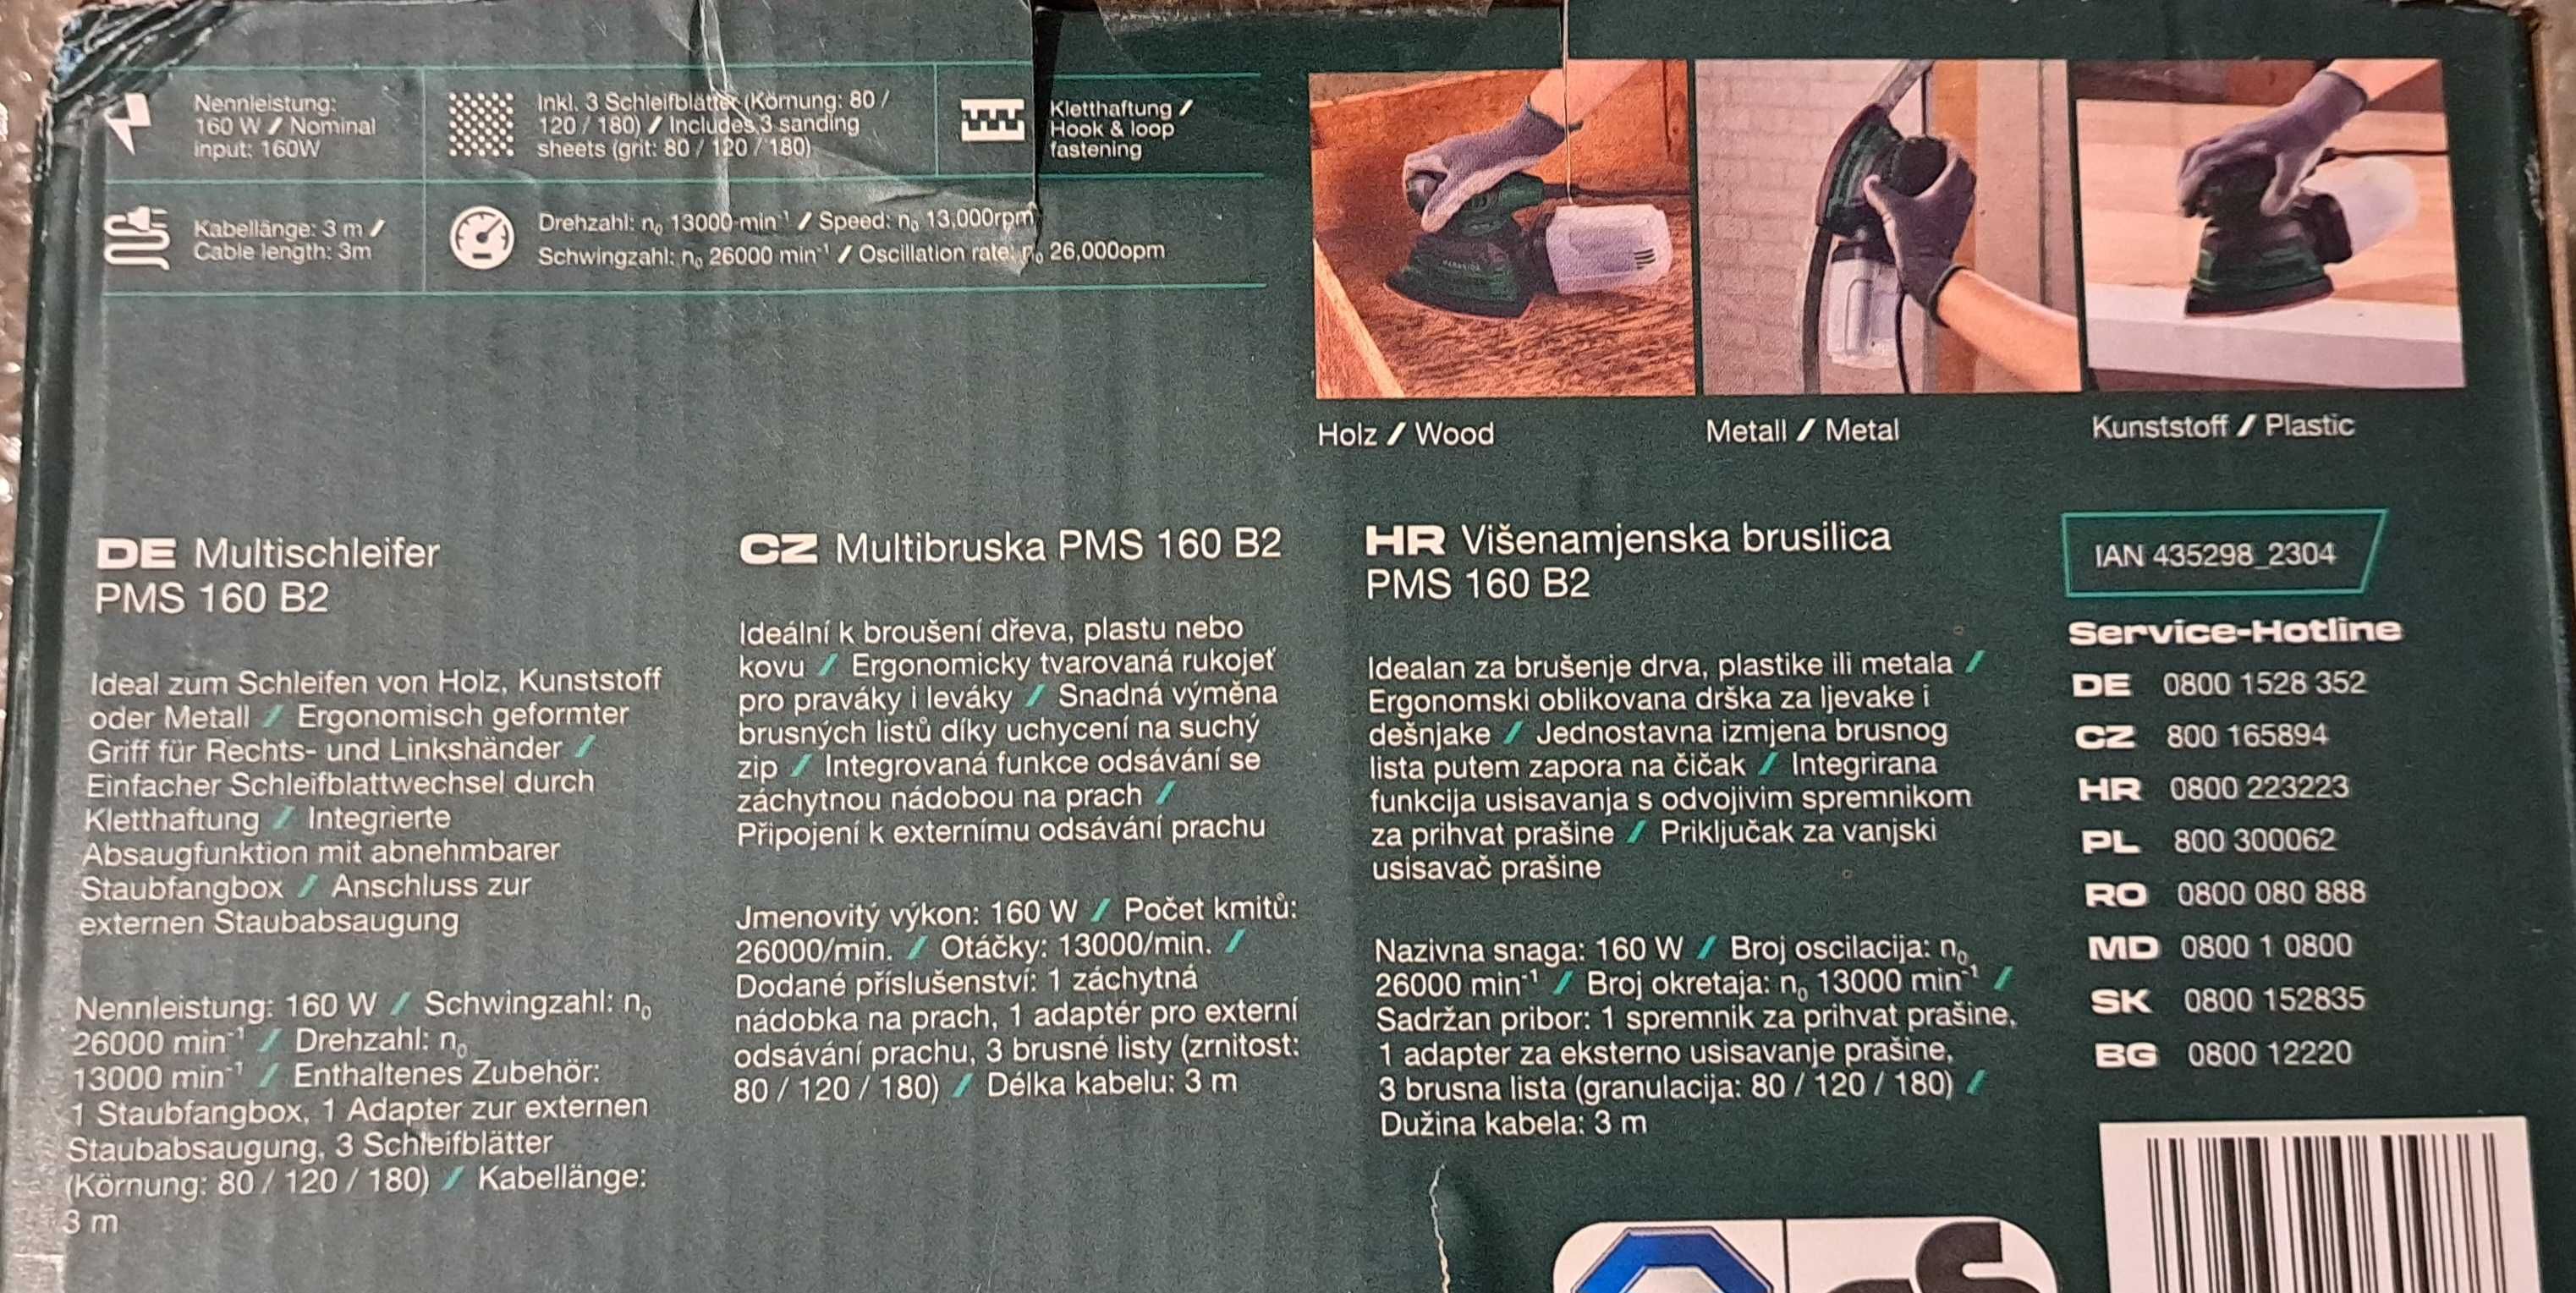 Nennleistung:
160 W / Nominal
input: 160W
Inkl. 3 Schleifblätter (Körnung: 80 /
120 / 180) / Includes 3 sanding
sheets (grit: 80 / 120 / 180)
Kletthaftung /
Hook & loop
fastening
Kabellänge: 3 m /
Cable length: 3m
Drehzahl: n₀ 13000 min⁻¹ / Speed: n₀ 13,000rpm
Schwingzahl: n₀ 26000 min⁻¹ / Oscillation rate: n₀ 26,000opm
Holz / Wood
Metall / Metal
Kunststoff / Plastic
DE Multischleifer
PMS 160 B2
Ideal zum Schleifen von Holz, Kunststoff
oder Metall / Ergonomisch geformter
Griff für Rechts- und Linkshänder /
Einfacher Schleifblattwechsel durch
Kletthaftung / Integrierte
Absaugfunktion mit abnehmbarer
Staubfangbox / Anschluss zur
externen Staubabsaugung
Nennleistung: 160 W / Schwingzahl: n₀
26000 min⁻¹ / Drehzahl: n₀
13000 min⁻¹ / Enthaltenes Zubehör:
1 Staubfangbox, 1 Adapter zur externen
Staubabsaugung, 3 Schleifblätter
(Körnung: 80 / 120 / 180) / Kabellänge:
3 m
CZ Multibruska PMS 160 B2
Ideální k broušení dřeva, plastu nebo
kovu / Ergonomicky tvarovaná rukojeť
pro praváky i leváky / Snadná výměna
brusných listů díky uchycení na suchý
zip / Integrovaná funkce odsávání se
záchytnou nádobou na prach /
Připojení k externímu odsávání prachu
Jmenovitý výkon: 160 W / Počet kmitů:
26000/min. / Otáčky: 13000/min. /
Dodané příslušenství: 1 záchytná
nádobka na prach, 1 adaptér pro externí
odsávání prachu, 3 brusné listy (zrnitost:
80 / 120 / 180) / Délka kabelu: 3 m
HR Višenamjenska brusilica
PMS 160 B2
Idealan za brušenje drva, plastike ili metala /
Ergonomski oblikovana drška za ljevake i
dešnjake / Jednostavna izmjena brusnog
lista putem zapora na čičak / Integrirana
funkcija usisavanja s odvojivim spremnikom
za prihvat prašine / Priključak za vanjski
usisavač prašine
Nazivna snaga: 160 W / Broj oscilacija: n₀
26000 min⁻¹ / Broj okretaja: n₀ 13000 min⁻¹ /
Sadržan pribor: 1 spremnik za prihvat prašine,
1 adapter za eksterno usisavanje prašine,
3 brusna lista (granulacija: 80 / 120 / 180) /
Dužina kabela: 3 m
IAN 435298_2304
Service-Hotline
DE 0800 1528 352
CZ 800 165894
HR 0800 223223
PL 800 300062
RO 0800 080 888
MD 0800 1 0800
SK 0800 152835
BG 0800 12220